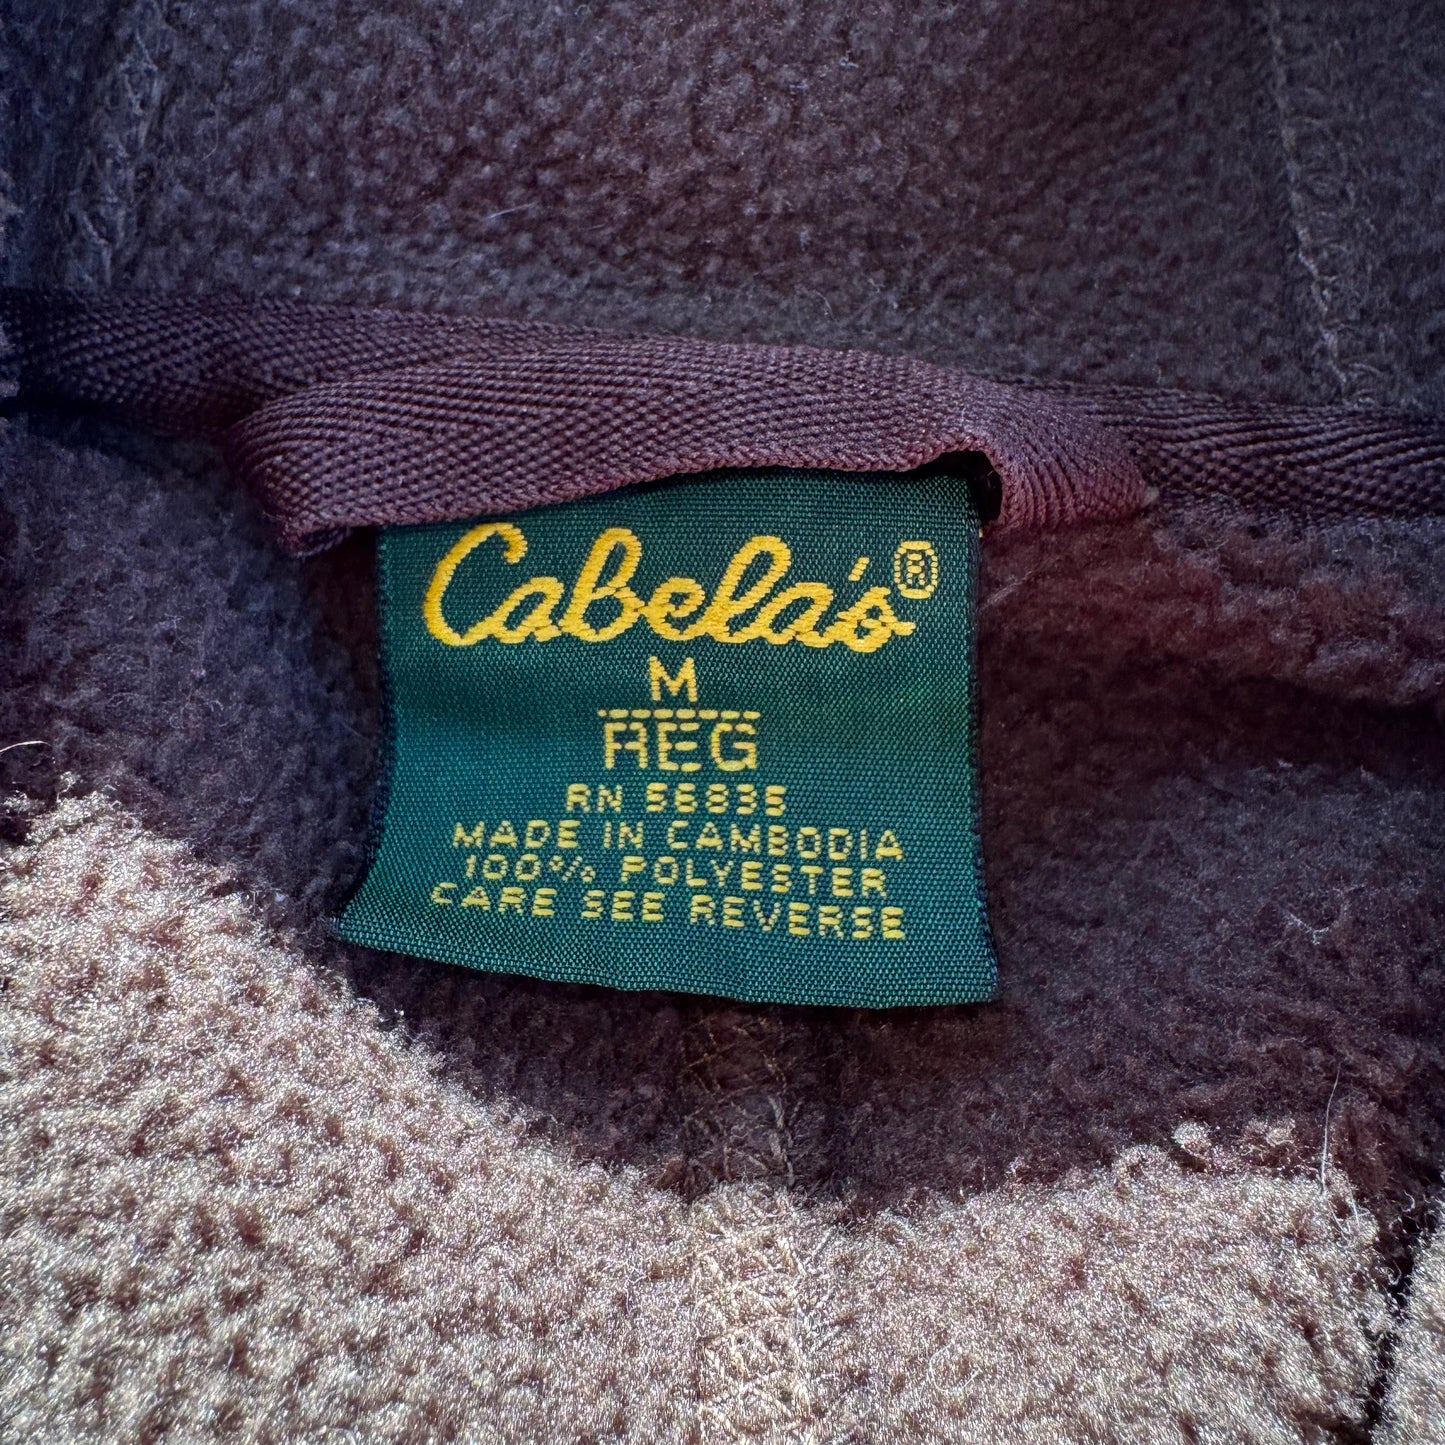 Cabela's®
M
REG
RN 56835
MADE IN CAMBODIA
100% POLYESTER
CARE SEE REVERSE